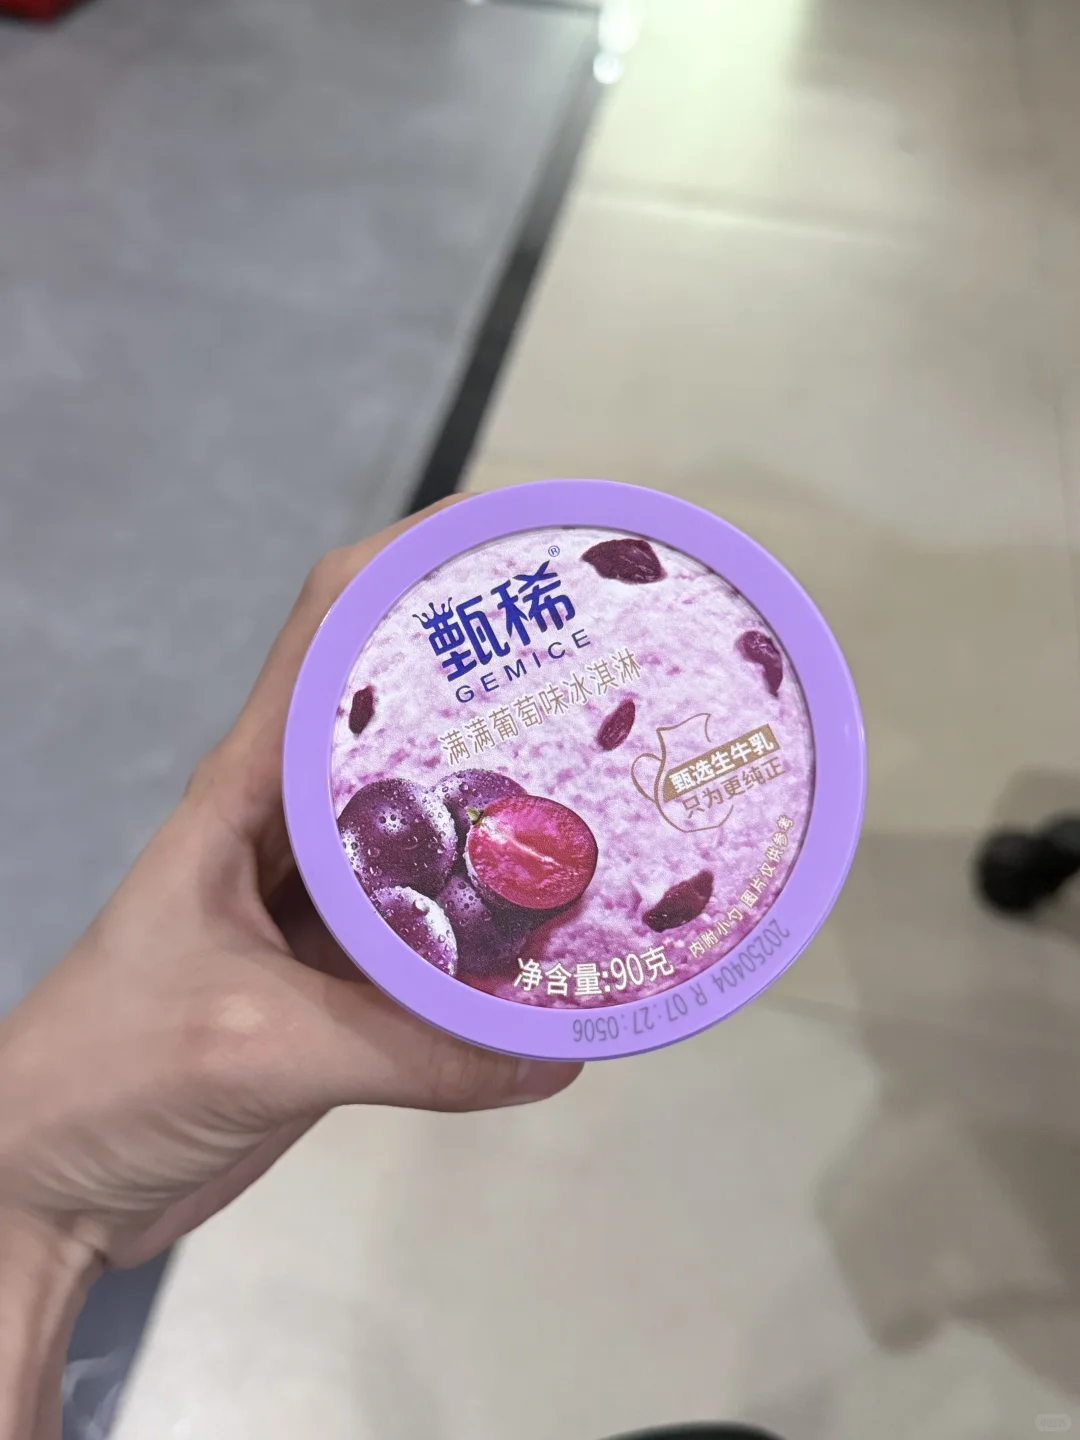 甄稀®
GEMICE
满满葡萄味冰淇淋
甄选生牛乳
只为更纯正
内附小勺 图片仅供参考
净含量:90克
20250404 R 07:27:0506